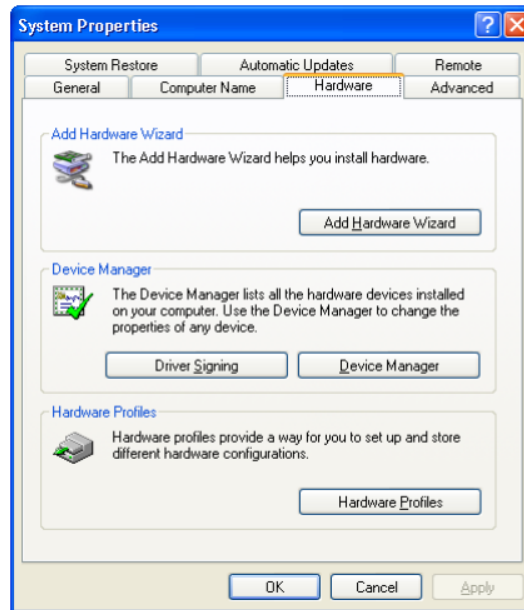 System Properties
System Restore Automatic Updates Remote
General Computer Name Hardware Advanced
Add Hardware Wizard
The Add Hardware Wizard helps you install hardware.
Add Hardware Wizard
Device Manager
The Device Manager lists all the hardware devices installed
on your computer. Use the Device Manager to change the
properties of any device.
Driver Signing Device Manager
Hardware Profiles
Hardware profiles provide a way for you to set up and store
different hardware configurations.
Hardware Profiles
OK Cancel Apply